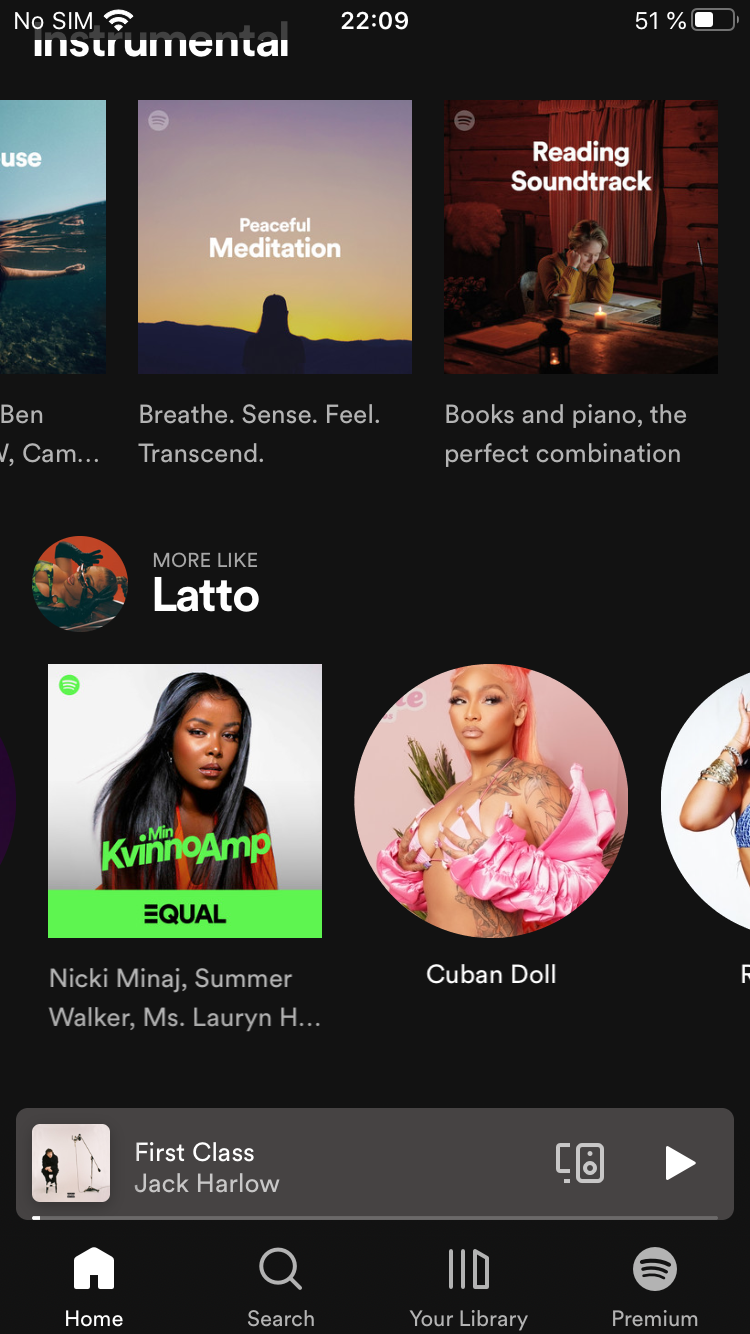 No SIM 22:09 51 %
Instrumental
use
Peaceful
Meditation
Reading
Soundtrack
Ben
Breathe. Sense. Feel.
Books and piano, the
, Cam…
Transcend.
perfect combination
MORE LIKE
Latto
Min
KvinnoAmp
EQUAL
Nicki Minaj, Summer
Walker, Ms. Lauryn H…
Cuban Doll
R
First Class
Jack Harlow
Home
Search
Your Library
Premium